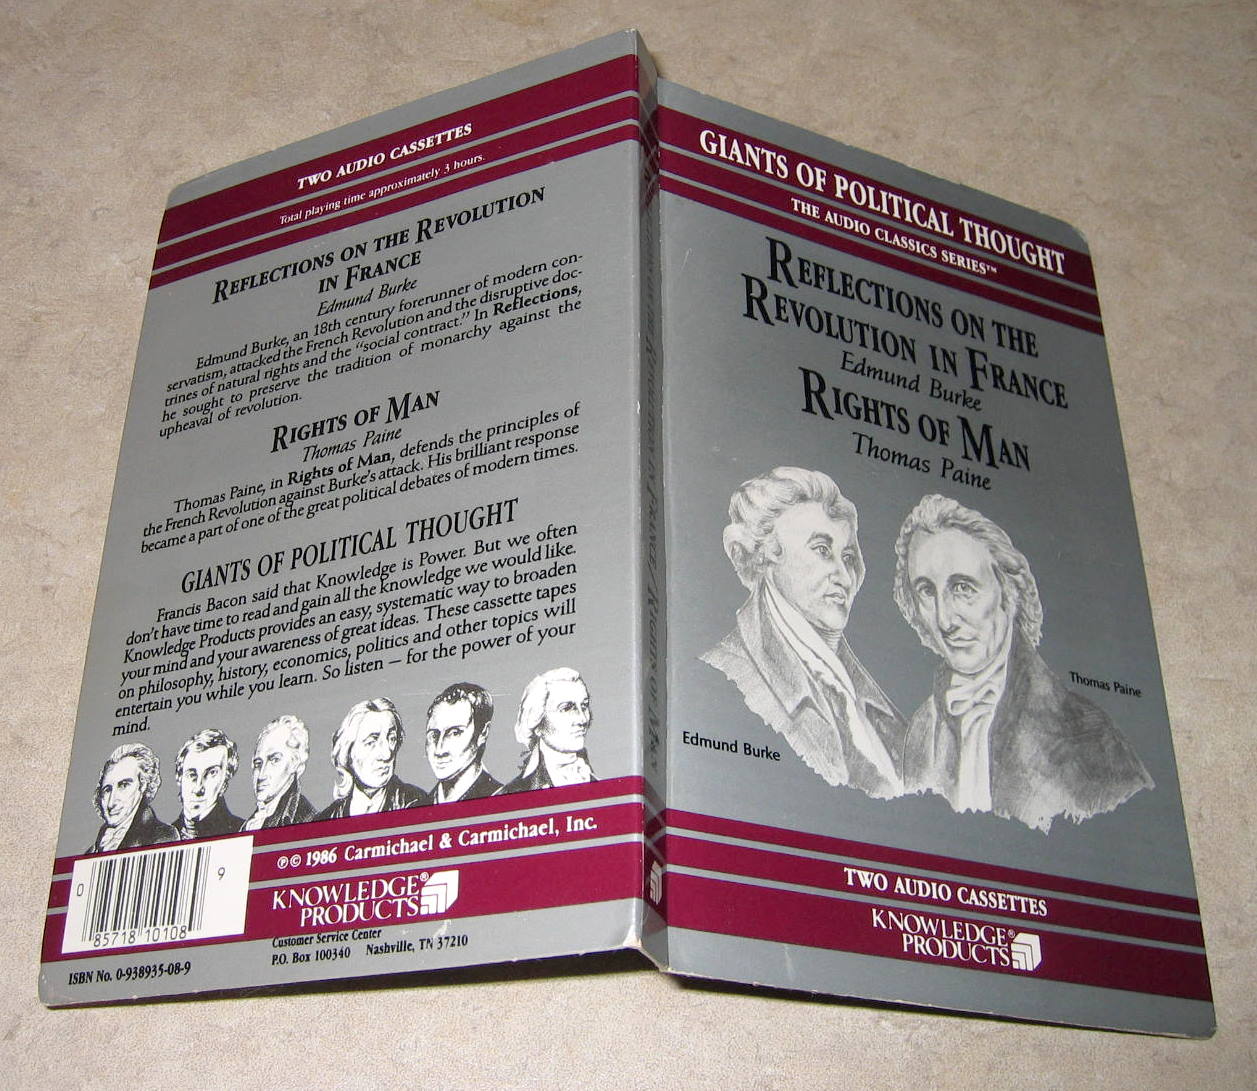 TWO AUDIO CASSETTES
Total playing time approximately 3 hours.
REFLECTIONS ON THE REVOLUTION
IN FRANCE
Edmund Burke
Edmund Burke, an 18th century forerunner of modern con-
servatism, attacked the French Revolution and the disruptive doc-
trines of natural rights and the "social contract." In Reflections,
he sought to preserve the tradition of monarchy against the
upheaval of revolution.
RIGHTS OF MAN
Thomas Paine
Thomas Paine, in Rights of Man, defends the principles of
the French Revolution against Burke's attack. His brilliant response
became a part of one of the great political debates of modern times.
GIANTS OF POLITICAL THOUGHT
Francis Bacon said that Knowledge is Power. But we often
don't have time to read and gain all the knowledge we would like.
Knowledge Products provides an easy, systematic way to broaden
your mind and your awareness of great ideas. These cassette tapes
on philosophy, history, economics, politics and other topics will
entertain you while you learn. So listen — for the power of your
mind.
0 85718 10108 9
℗© 1986 Carmichael & Carmichael, Inc.
KNOWLEDGE®
PRODUCTS
Customer Service Center
P.O. Box 100340 Nashville, TN 37210
ISBN No. 0-938935-08-9
REFLECTIONS ON THE REVOLUTION IN FRANCE / RIGHTS OF MAN
GIANTS OF POLITICAL THOUGHT
THE AUDIO CLASSICS SERIES™
REFLECTIONS ON THE
REVOLUTION IN FRANCE
Edmund Burke
RIGHTS OF MAN
Thomas Paine
Edmund Burke
Thomas Paine
TWO AUDIO CASSETTES
KNOWLEDGE®
PRODUCTS